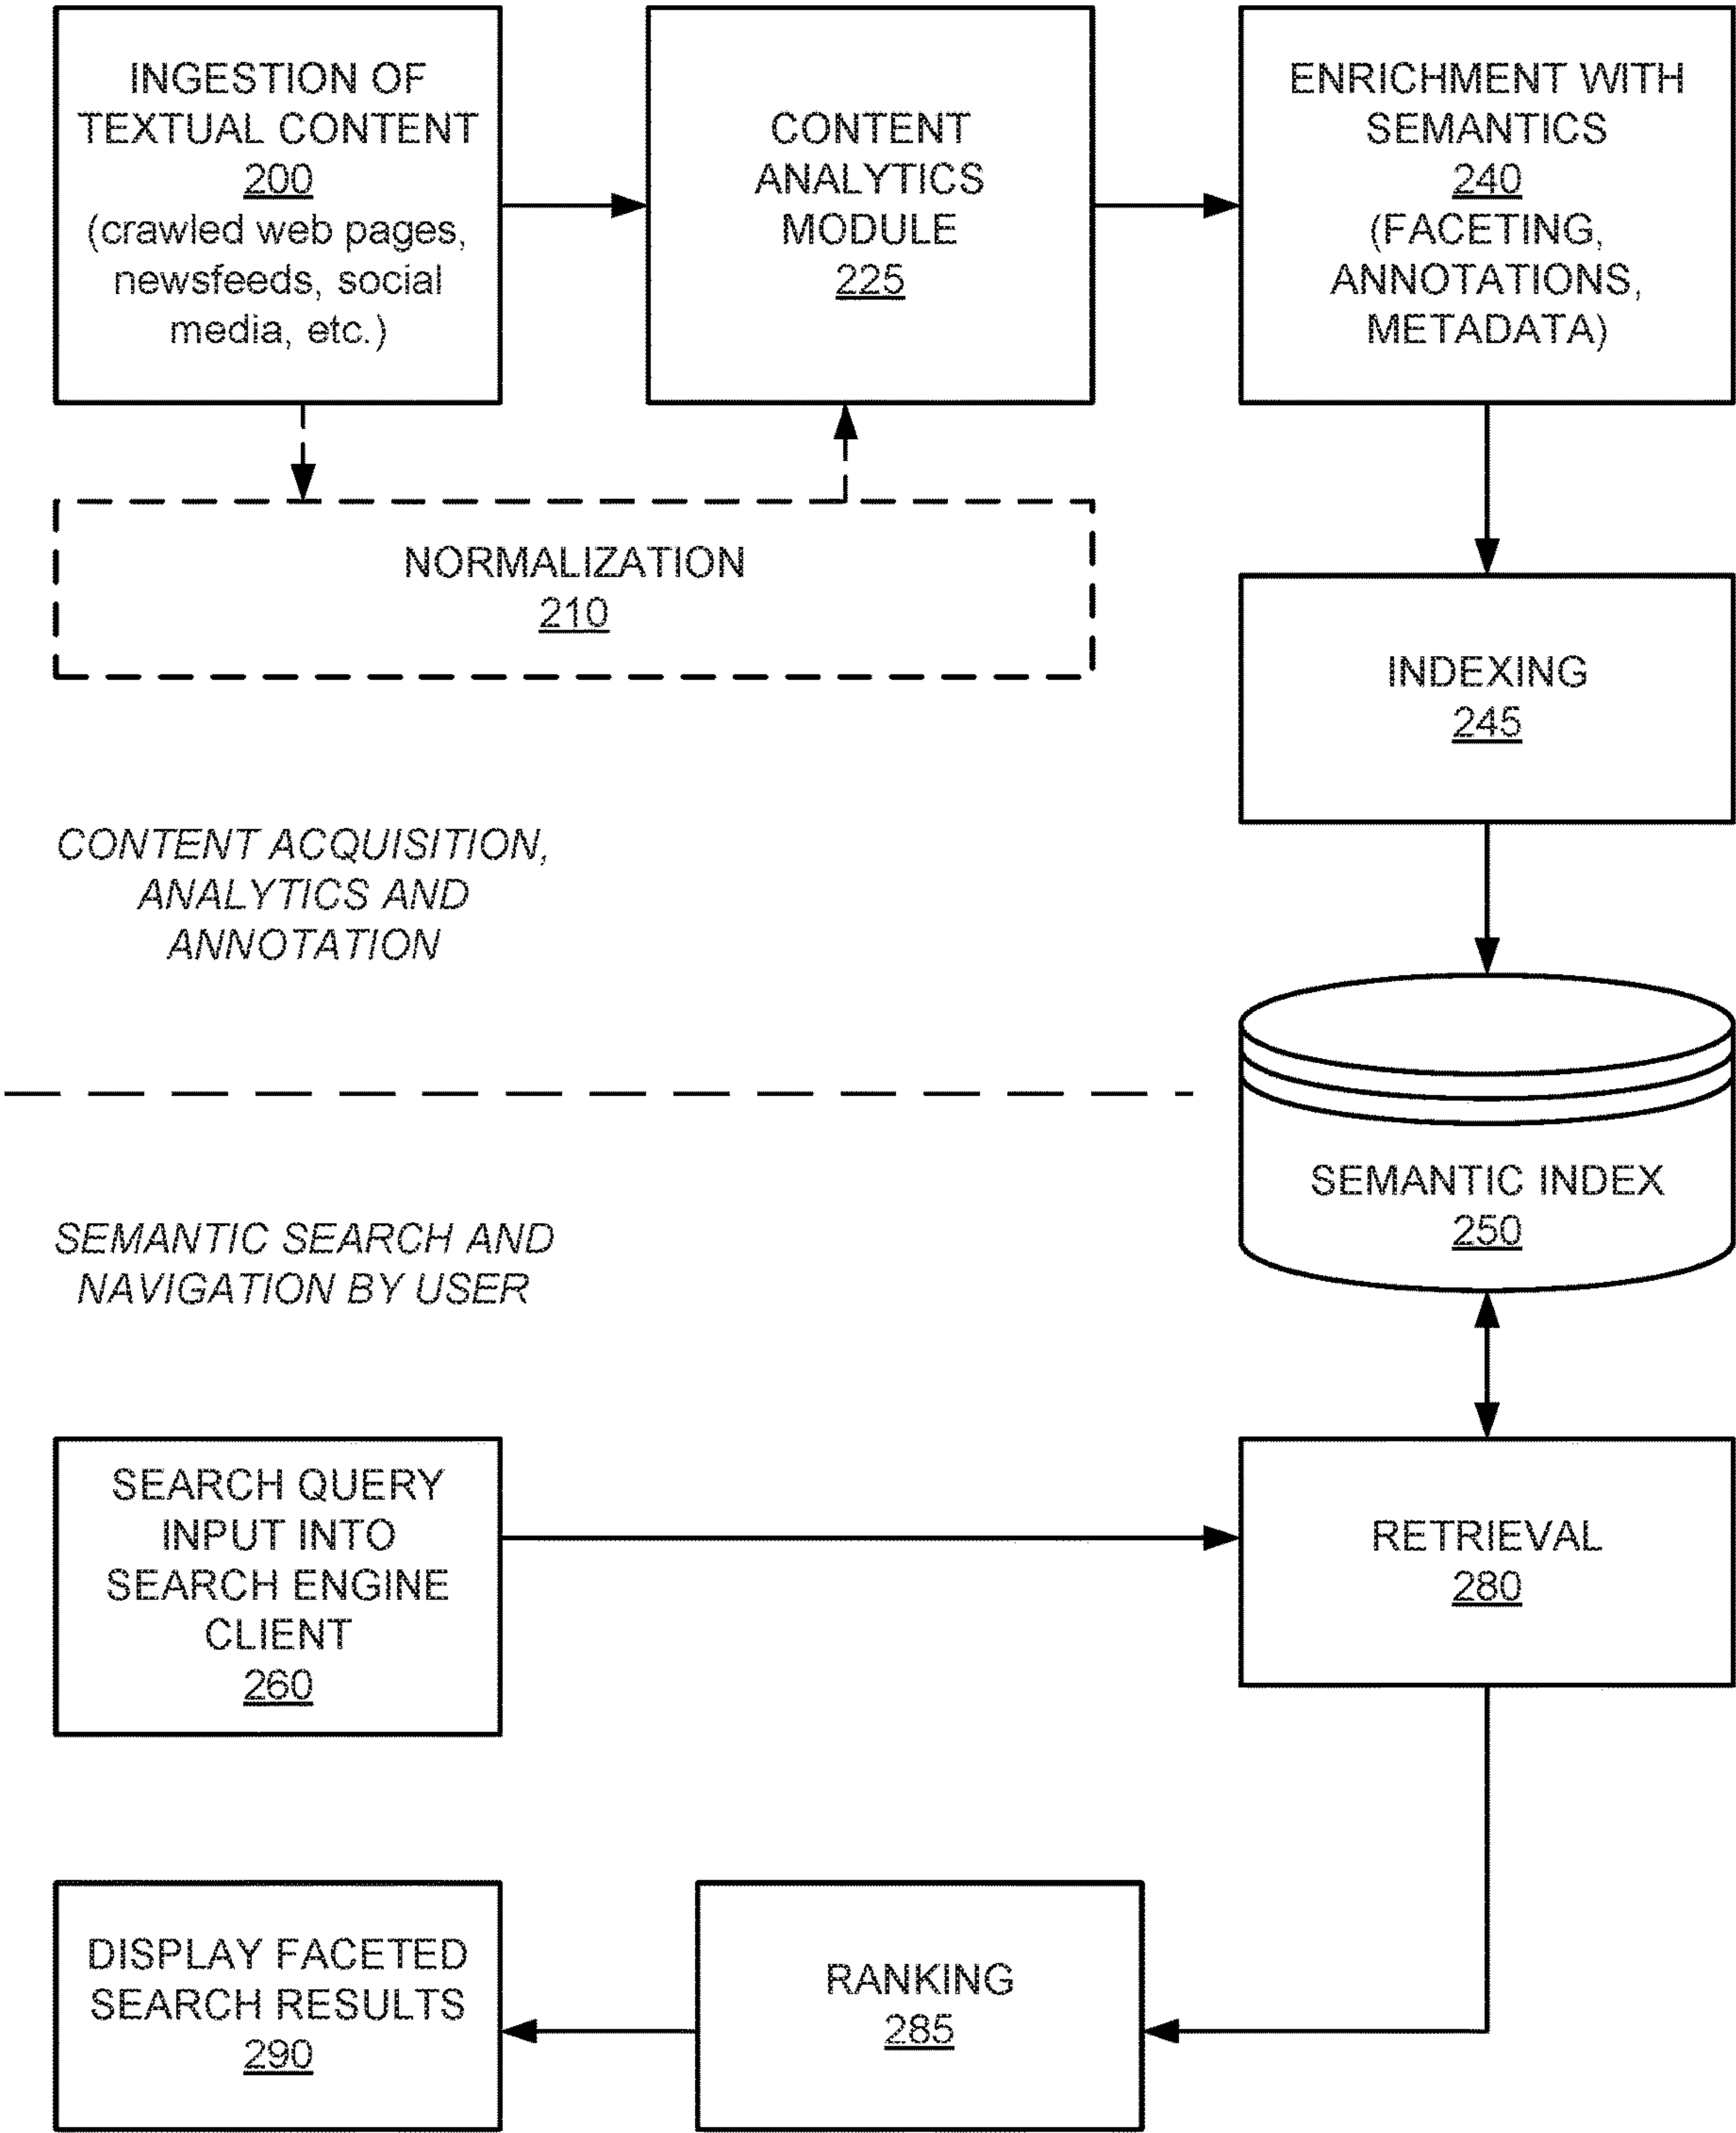 INGESTION OF
TEXTUAL CONTENT
200
(crawled web pages,
newsfeeds, social
media, etc.)
CONTENT
ANALYTICS
MODULE
225
ENRICHMENT WITH
SEMANTICS
240
(FACETING,
ANNOTATIONS,
METADATA)
NORMALIZATION
210
INDEXING
245
CONTENT ACQUISITION,
ANALYTICS AND
ANNOTATION
SEMANTIC INDEX
250
SEMANTIC SEARCH AND
NAVIGATION BY USER
SEARCH QUERY
INPUT INTO
SEARCH ENGINE
CLIENT
260
RETRIEVAL
280
DISPLAY FACETED
SEARCH RESULTS
290
RANKING
285